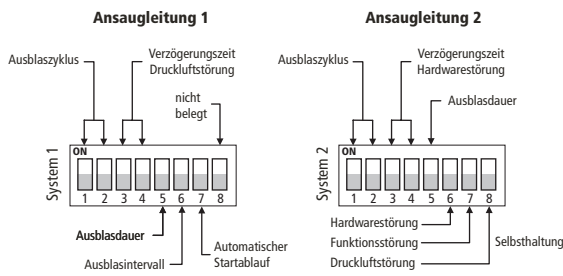 Ansaugleitung 1
Ausblaszyklus
Verzögerungszeit
Druckluftstörung
nicht
belegt
System 1
ON
1 2 3 4 5 6 7 8
Ausblasdauer
Ausblasintervall
Automatischer
Startablauf
Ansaugleitung 2
Ausblaszyklus
Verzögerungszeit
Hardwarestörung
Ausblasdauer
System 2
ON
1 2 3 4 5 6 7 8
Hardwarestörung
Funktionsstörung
Druckluftstörung
Selbsthaltung